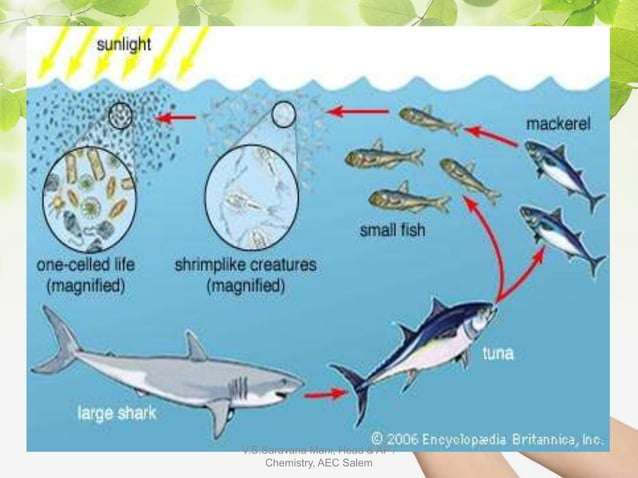 sunlight
mackerel
small fish
one-celled life
(magnified)
shrimplike creatures
(magnified)
tuna
large shark
© 2006 Encyclopædia Britannica, Inc.
V.S.Saravana Mani, Head & AP /
Chemistry, AEC Salem